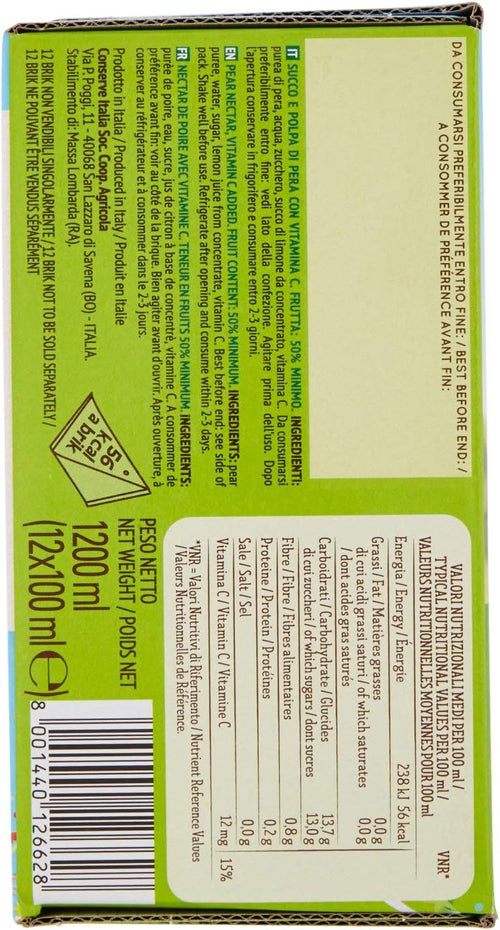 DA CONSUMARSI PREFERIBILMENTE ENTRO FINE: / BEST BEFORE END: /
A CONSOMMER DE PRÉFÉRENCE AVANT FIN:
IT SUCCO E POLPA DI PERA CON VITAMINA C. FRUTTA: 50% MINIMO. INGREDIENTI:
purea di pera, acqua, zucchero, succo di limone da concentrato, vitamina C. Da consumarsi
preferibilmente entro fine: vedi lato della confezione. Agitare prima dell'uso. Dopo
l'apertura conservare in frigorifero e consumare entro 2-3 giorni.
EN PEAR NECTAR, VITAMIN C ADDED. FRUIT CONTENT: 50% MINIMUM. INGREDIENTS: pear
puree, water, sugar, lemon juice from concentrate, vitamin C. Best before end: see side of
pack. Shake well before use. Refrigerate after opening and consume within 2-3 days.
FR NECTAR DE POIRE AVEC VITAMINE C. TENEUR EN FRUITS 50% MINIMUM. INGREDIENTS:
purée de poire, eau, sucre, jus de citron à base de concentré, vitamine C. A consommer de
préférence avant fin: voir au côté de la brique. Bien agiter avant d'ouvrir. Après ouverture, à
conserver au réfrigérateur et à consommer dans le 2-3 jours.
Prodotto in Italia / Produced in Italy / Produit en Italie
Conserve Italia Soc. Coop. Agricola
Via P. Poggi, 11 - 40068 San Lazzaro di Savena (BO) - ITALIA.
Stabilimento di: Massa Lombarda (RA).
12 BRIK NON VENDIBILI SINGOLARMENTE / 12 BRIK NOT TO BE SOLD SEPARATELY /
12 BRIK NE POUVANT ÊTRE VENDUS SÉPARÉMENT
56
kcal
a brik
VALORI NUTRIZIONALI MEDI PER 100 ml /
TYPICAL NUTRITIONAL VALUES PER 100 ml /
VALEURS NUTRITIONNELLES MOYENNES POUR 100 ml VNR*
Energia / Energy / Énergie 238 kJ 56 kcal
Grassi / Fat / Matières grasses 0,0 g
di cui acidi grassi saturi / of which saturates 0,0 g
/ dont acides gras saturés
Carboidrati / Carbohydrate / Glucides 13,7 g
di cui zuccheri / of which sugars / dont sucres 13,0 g
Fibre / Fibre / Fibres alimentaires 0,8 g
Proteine / Protein / Protéines 0,2 g
Sale / Salt / Sel 0,0 g
Vitamina C / Vitamin C / Vitamine C 12 mg 15%
*VNR = Valori Nutritivi di Riferimento / Nutrient Reference Values
/ Valeurs Nutritionnelles de Référence.
PESO NETTO
NET WEIGHT / POIDS NET
1200 ml
(12x100 ml ℮)
8 001440 126628